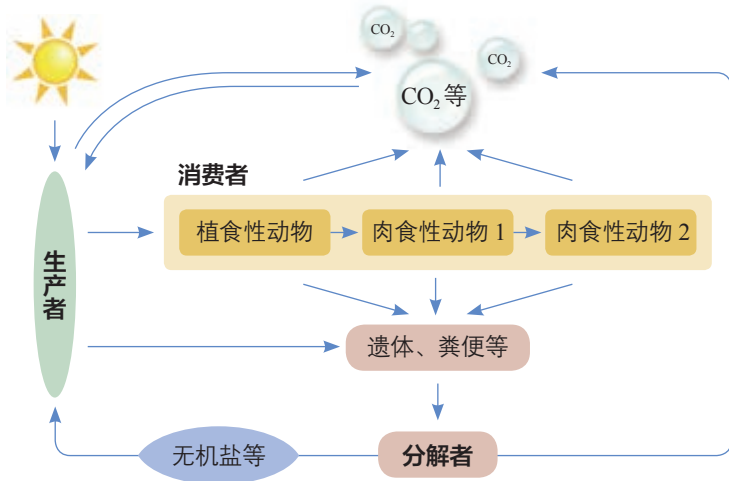 CO₂
CO₂
CO₂等
消费者
植食性动物
肉食性动物 1
肉食性动物 2
生产者
遗体、粪便等
无机盐等
分解者